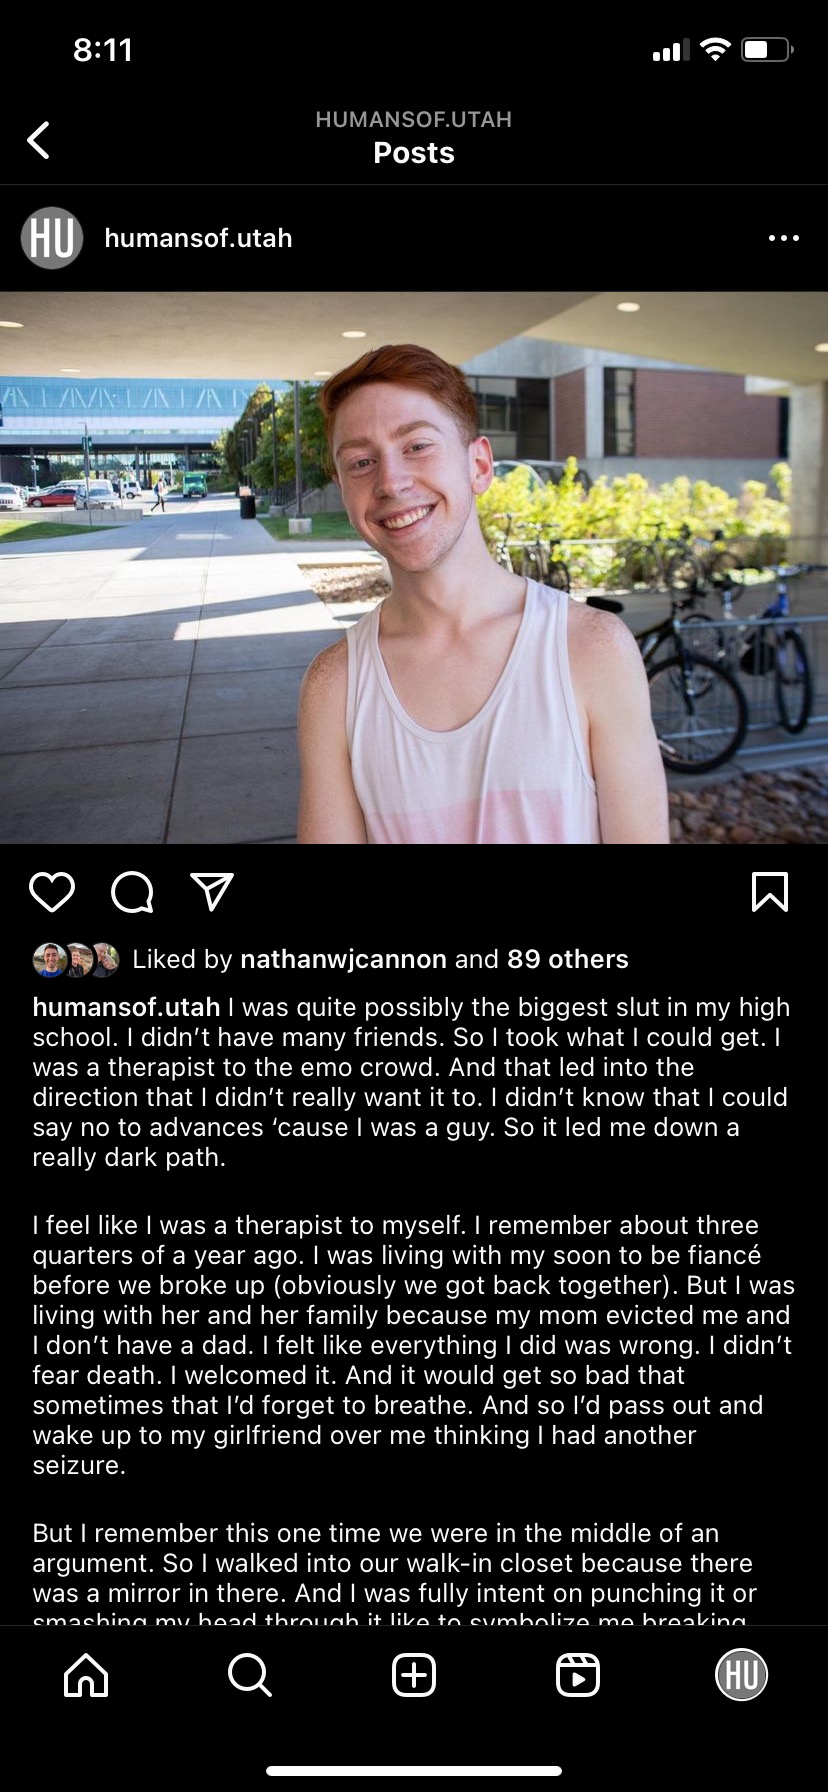 8:11
HUMANSOF.UTAH
Posts
HU
humansof.utah
Liked by nathanwjcannon and 89 others
humansof.utah I was quite possibly the biggest slut in my high
school. I didn’t have many friends. So I took what I could get. I
was a therapist to the emo crowd. And that led into the
direction that I didn’t really want it to. I didn’t know that I could
say no to advances ‘cause I was a guy. So it led me down a
really dark path.
I feel like I was a therapist to myself. I remember about three
quarters of a year ago. I was living with my soon to be fiancé
before we broke up (obviously we got back together). But I was
living with her and her family because my mom evicted me and
I don’t have a dad. I felt like everything I did was wrong. I didn’t
fear death. I welcomed it. And it would get so bad that
sometimes that I’d forget to breathe. And so I’d pass out and
wake up to my girlfriend over me thinking I had another
seizure.
But I remember this one time we were in the middle of an
argument. So I walked into our walk-in closet because there
was a mirror in there. And I was fully intent on punching it or
smashing my head through it like to symbolize me breaking
HU